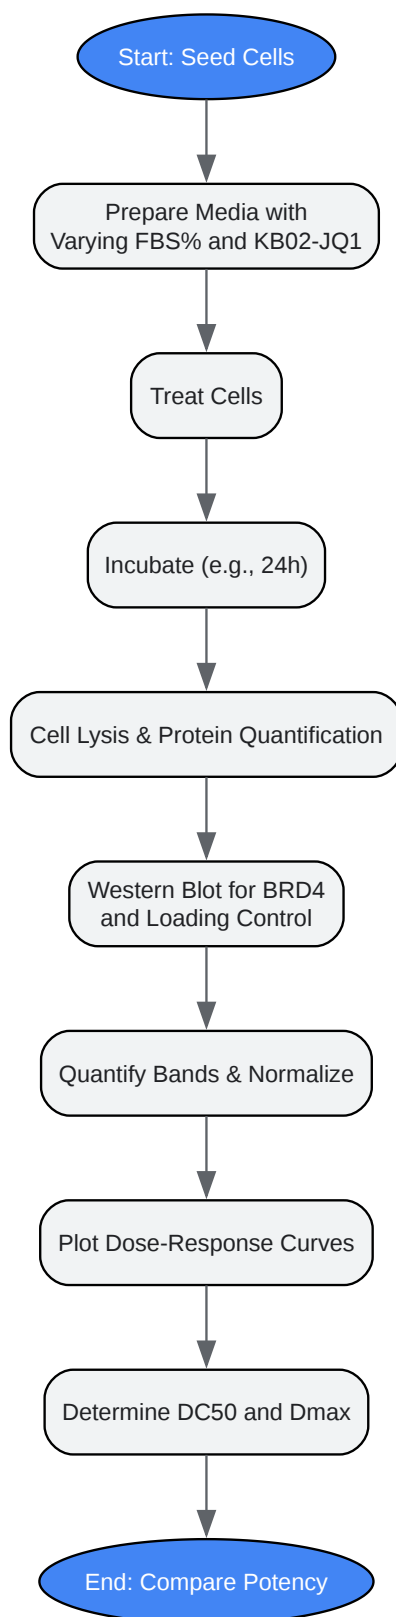 Start: Seed Cells
Prepare Media with
Varying FBS% and KB02-JQ1
Treat Cells
Incubate (e.g., 24h)
Cell Lysis & Protein Quantification
Western Blot for BRD4
and Loading Control
Quantify Bands & Normalize
Plot Dose-Response Curves
Determine DC50 and Dmax
End: Compare Potency